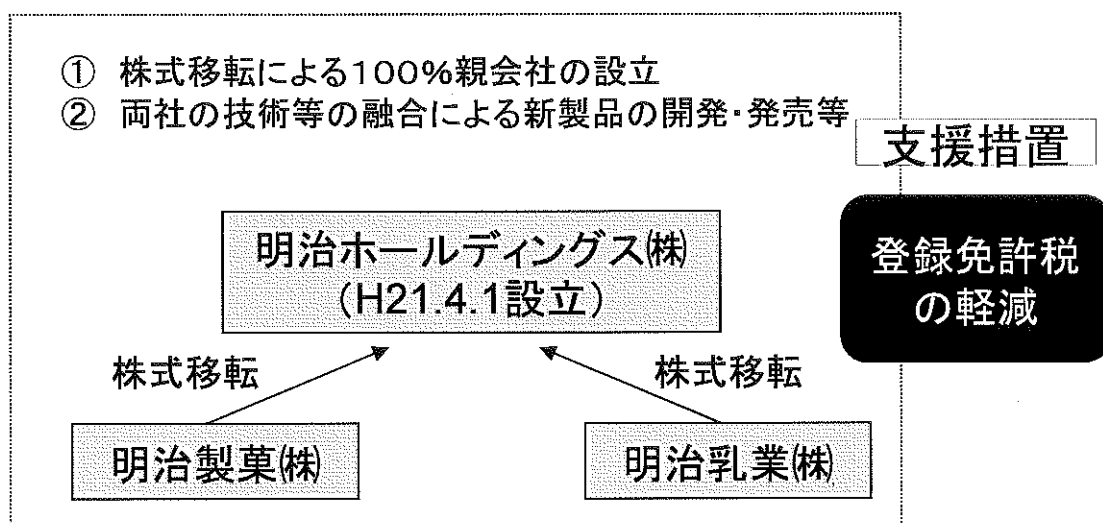 ① 株式移転による100%親会社の設立
② 両社の技術等の融合による新製品の開発・発売等
支援措置
登録免許税
の軽減
明治ホールディングス㈱
（H21.4.1設立）
株式移転
株式移転
明治製菓㈱
明治乳業㈱